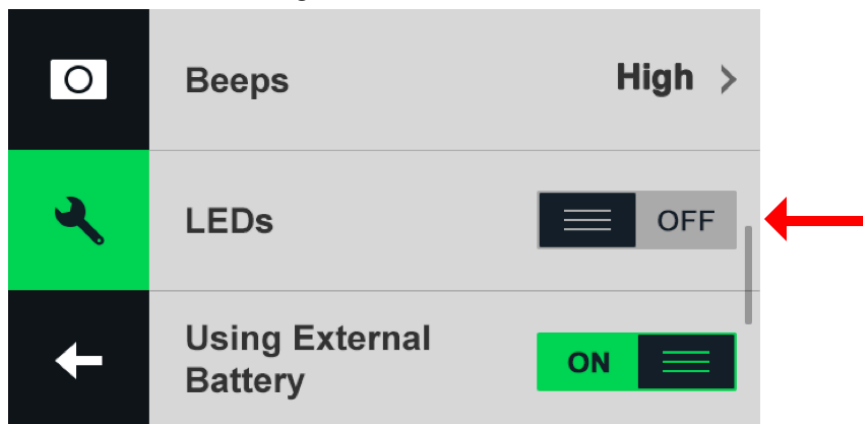 Beeps High >
LEDs OFF
Using External
Battery ON